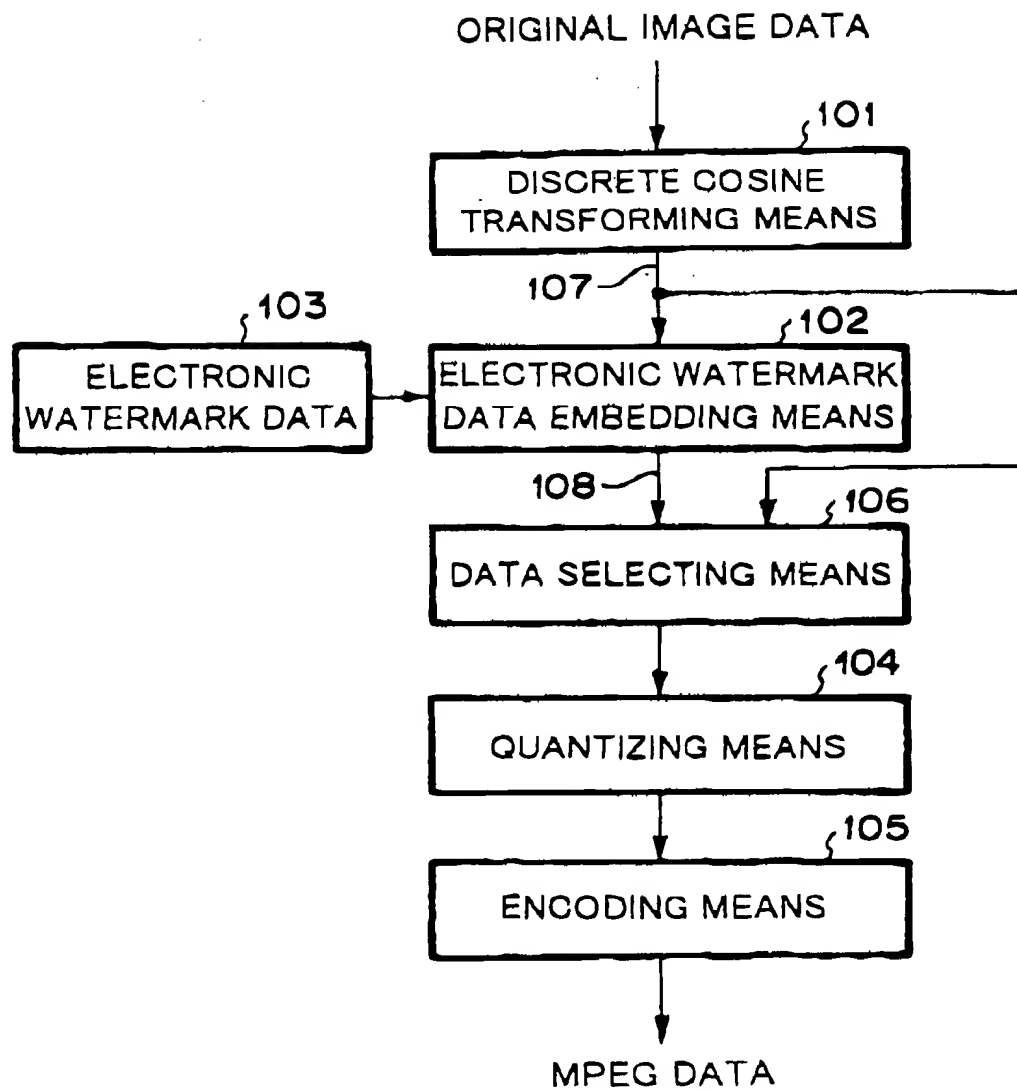 ORIGINAL IMAGE DATA
101
DISCRETE COSINE
TRANSFORMING MEANS
107
103
102
ELECTRONIC
WATERMARK DATA
ELECTRONIC WATERMARK
DATA EMBEDDING MEANS
108
106
DATA SELECTING MEANS
104
QUANTIZING MEANS
105
ENCODING MEANS
MPEG DATA